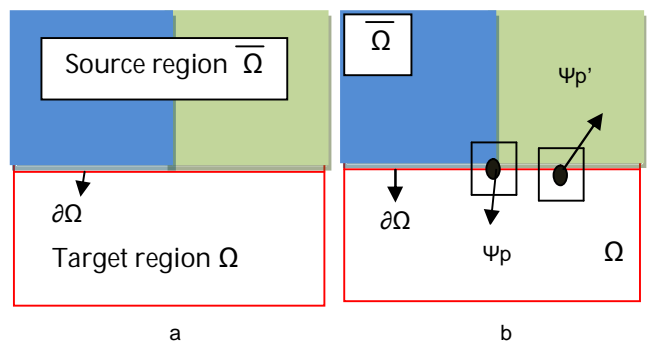 Source region Ω̅
∂Ω
Target region Ω
a
Ω̅
Ψp’
∂Ω
Ψp
Ω
b